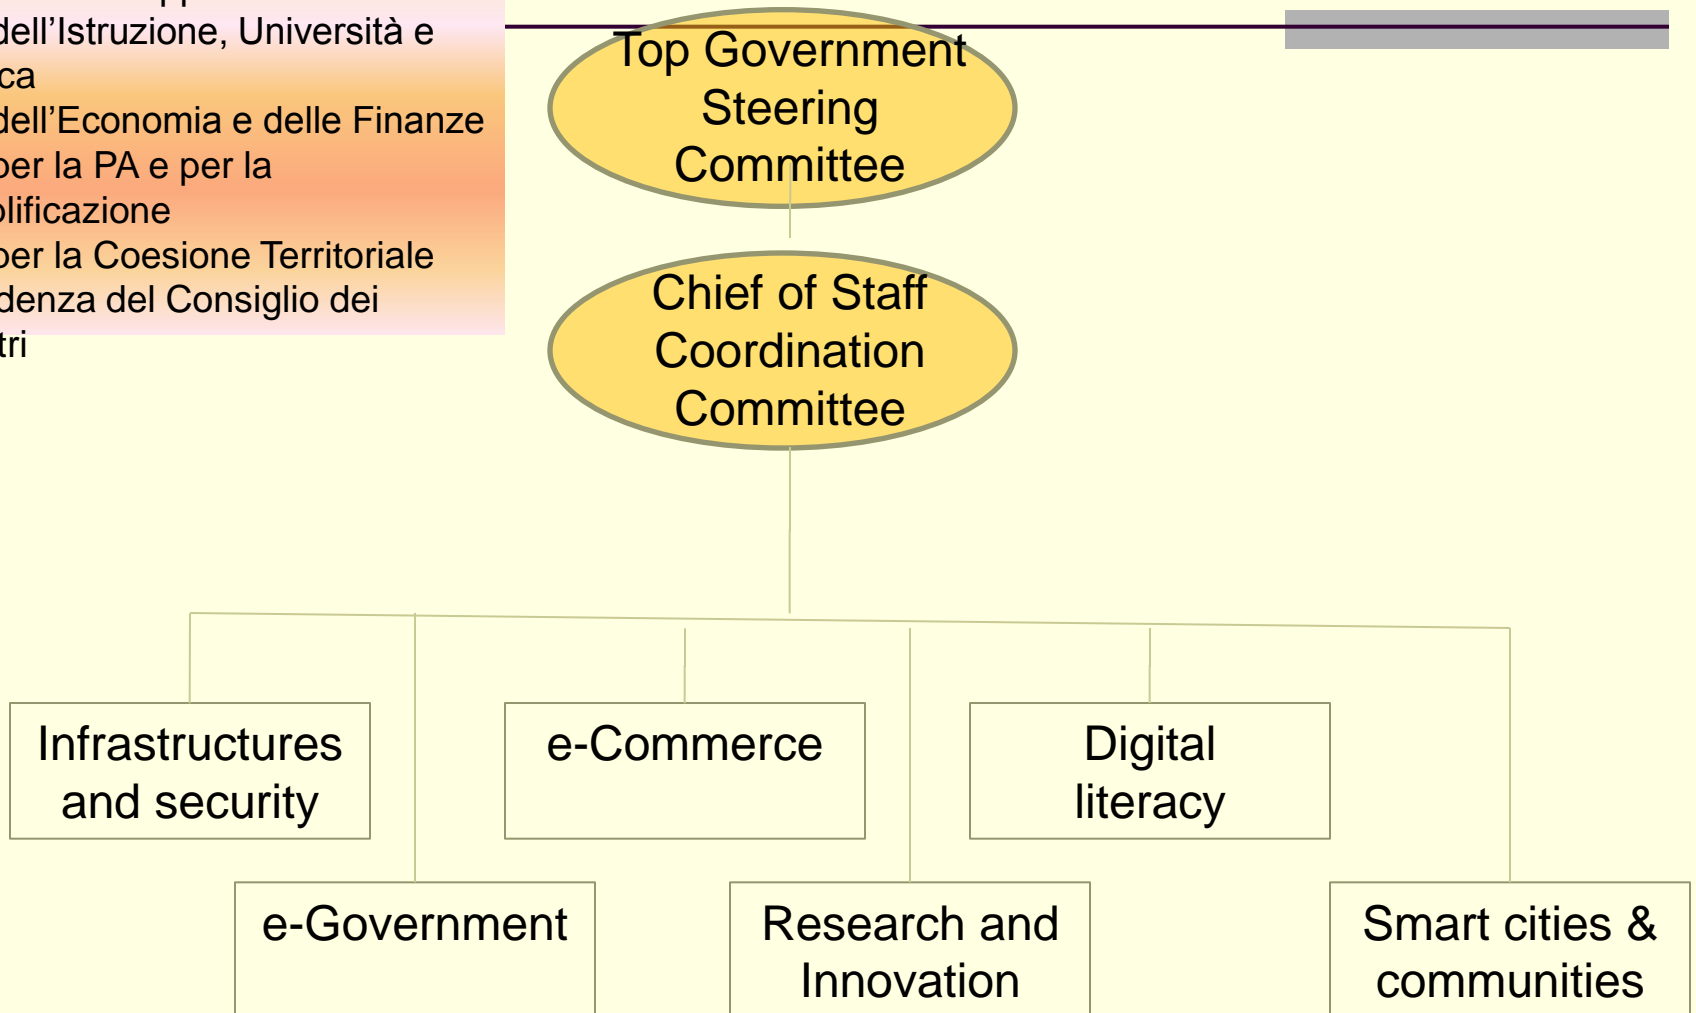 dell’Istruzione, Università e
ca
dell’Economia e delle Finanze
per la PA e per la
olificazione
per la Coesione Territoriale
denza del Consiglio dei
tri
Top Government
Steering
Committee
Chief of Staff
Coordination
Committee
Infrastructures
and security
e-Commerce
Digital
literacy
e-Government
Research and
Innovation
Smart cities &
communities